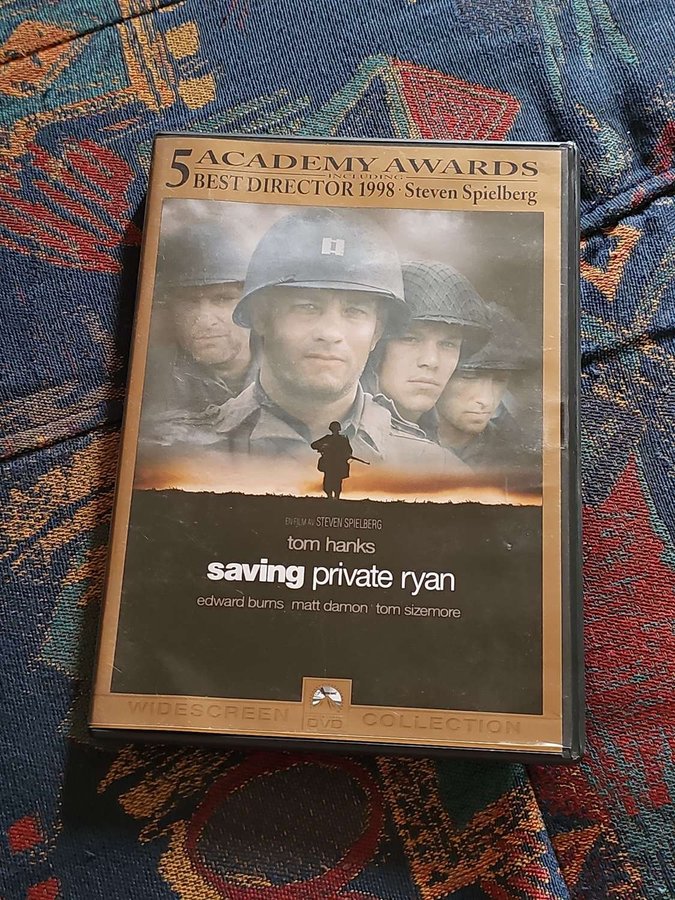 5 ACADEMY AWARDS
INCLUDING
BEST DIRECTOR 1998 · Steven Spielberg
EN FILM AV STEVEN SPIELBERG
tom hanks
saving private ryan
edward burns matt damon tom sizemore
WIDESCREEN DVD COLLECTION